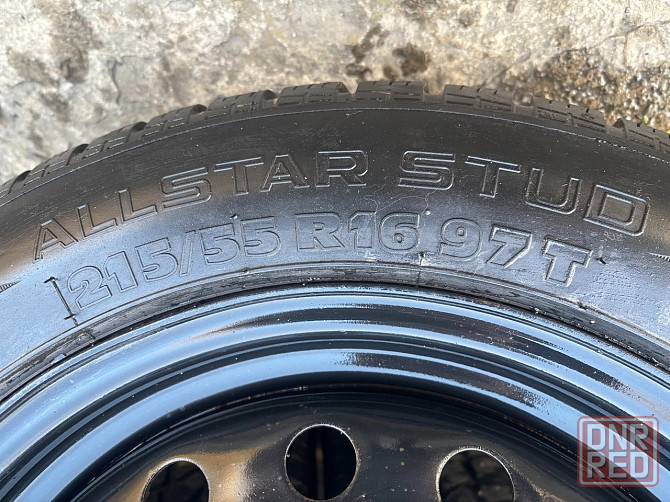 ALLSTAR STUD
215/55 R16 97T
DNR
RED